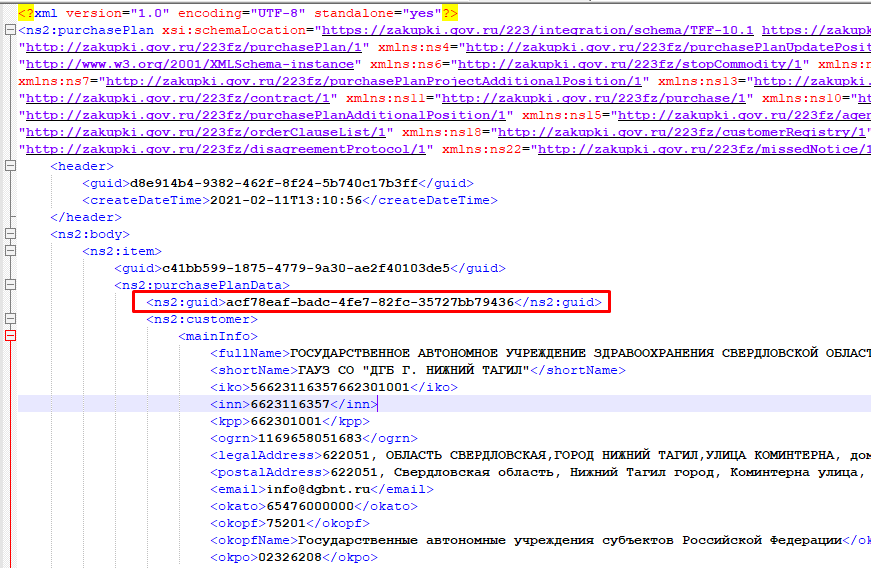 <?xml version="1.0" encoding="UTF-8" standalone="yes"?>
<ns2:purchasePlan xsi:schemaLocation="https://zakupki.gov.ru/223/integration/schema/TFF-10.1 https://zakupki.gov.ru/
"http://zakupki.gov.ru/223fz/purchasePlan/1" xmlns:ns4="http://zakupki.gov.ru/223fz/purchasePlanUpdatePosit
"http://www.w3.org/2001/XMLSchema-instance" xmlns:ns6="http://zakupki.gov.ru/223fz/stopCommodity/1" xmlns:n
xmlns:ns7="http://zakupki.gov.ru/223fz/purchasePlanProjectAdditionalPosition/1" xmlns:ns13="http://zakupki.
"http://zakupki.gov.ru/223fz/contract/1" xmlns:ns11="http://zakupki.gov.ru/223fz/purchase/1" xmlns:ns10="ht
"http://zakupki.gov.ru/223fz/purchasePlanAdditionalPosition/1" xmlns:ns15="http://zakupki.gov.ru/223fz/agen
"http://zakupki.gov.ru/223fz/orderClauseList/1" xmlns:ns18="http://zakupki.gov.ru/223fz/customerRegistry/1"
"http://zakupki.gov.ru/223fz/disagreementProtocol/1" xmlns:ns22="http://zakupki.gov.ru/223fz/missedNotice/1
<header>
<guid>d8e914b4-9382-462f-8f24-5b740c17b3ff</guid>
<createDateTime>2021-02-11T13:10:56</createDateTime>
</header>
<ns2:body>
<ns2:item>
<guid>c41bb599-1875-4779-9a30-ae2f40103de5</guid>
<ns2:purchasePlanData>
<ns2:guid>acf78eaf-badc-4fe7-82fc-35727bb79436</ns2:guid>
<ns2:customer>
<mainInfo>
<fullName>ГОСУДАРСТВЕННОЕ АВТОНОМНОЕ УЧРЕЖДЕНИЕ ЗДРАВООХРАНЕНИЯ СВЕРДЛОВСКОЙ ОБЛАСТ
<shortName>ГАУЗ СО "ДГБ Г. НИЖНИЙ ТАГИЛ"</shortName>
<iko>56623116357662301001</iko>
<inn>6623116357</inn>
<kpp>662301001</kpp>
<ogrn>1169658051683</ogrn>
<legalAddress>622051, ОБЛАСТЬ СВЕРДЛОВСКАЯ,ГОРОД НИЖНИЙ ТАГИЛ,УЛИЦА КОМИНТЕРНА, дом
<postalAddress>622051, Свердловская область, Нижний Тагил город, Коминтерна улица,
<email>info@dgbnt.ru</email>
<okato>65476000000</okato>
<okopf>75201</okopf>
<okopfName>Государственные автономные учреждения субъектов Российской Федерации</ok
<okpo>02326208</okpo>